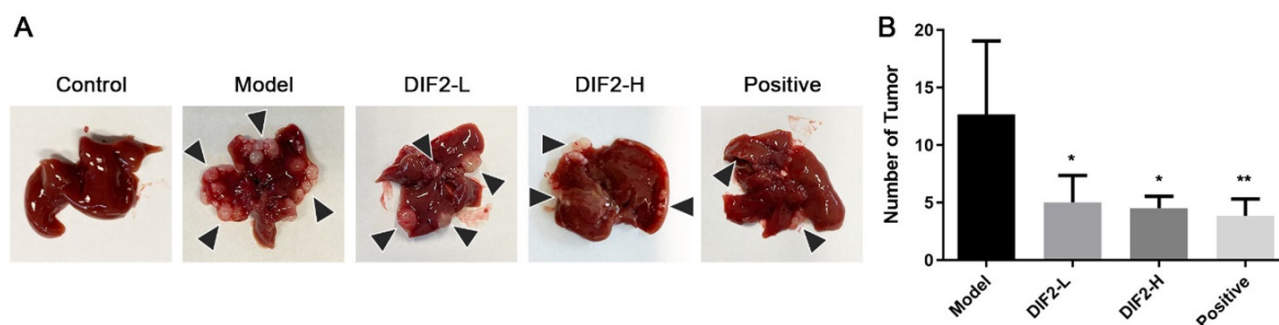 A
Control
Model
DIF2-L
DIF2-H
Positive
B
Number of Tumor
20
15
10
5
0
*
*
**
Model
DIF2-L
DIF2-H
Positive